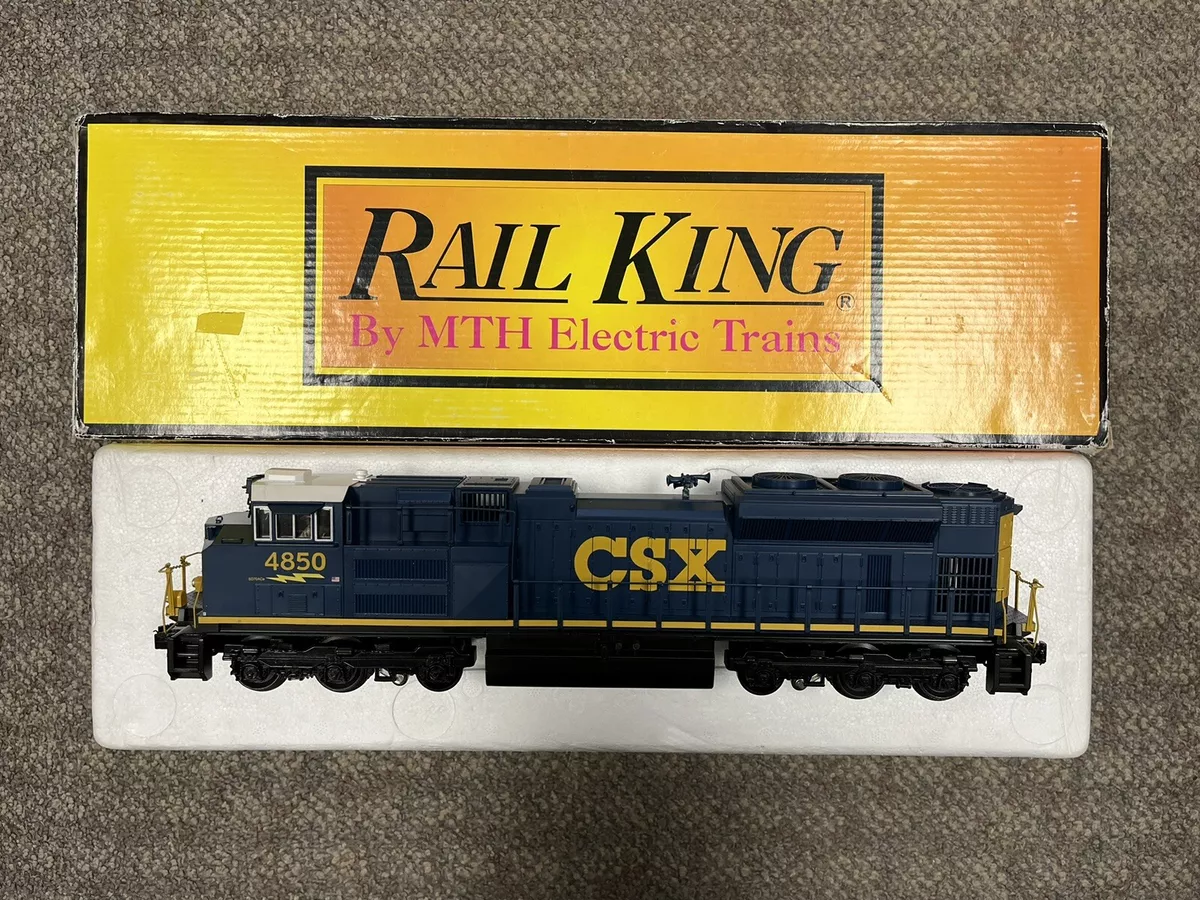 RAIL KING ®
By MTH Electric Trains
4850
CSX